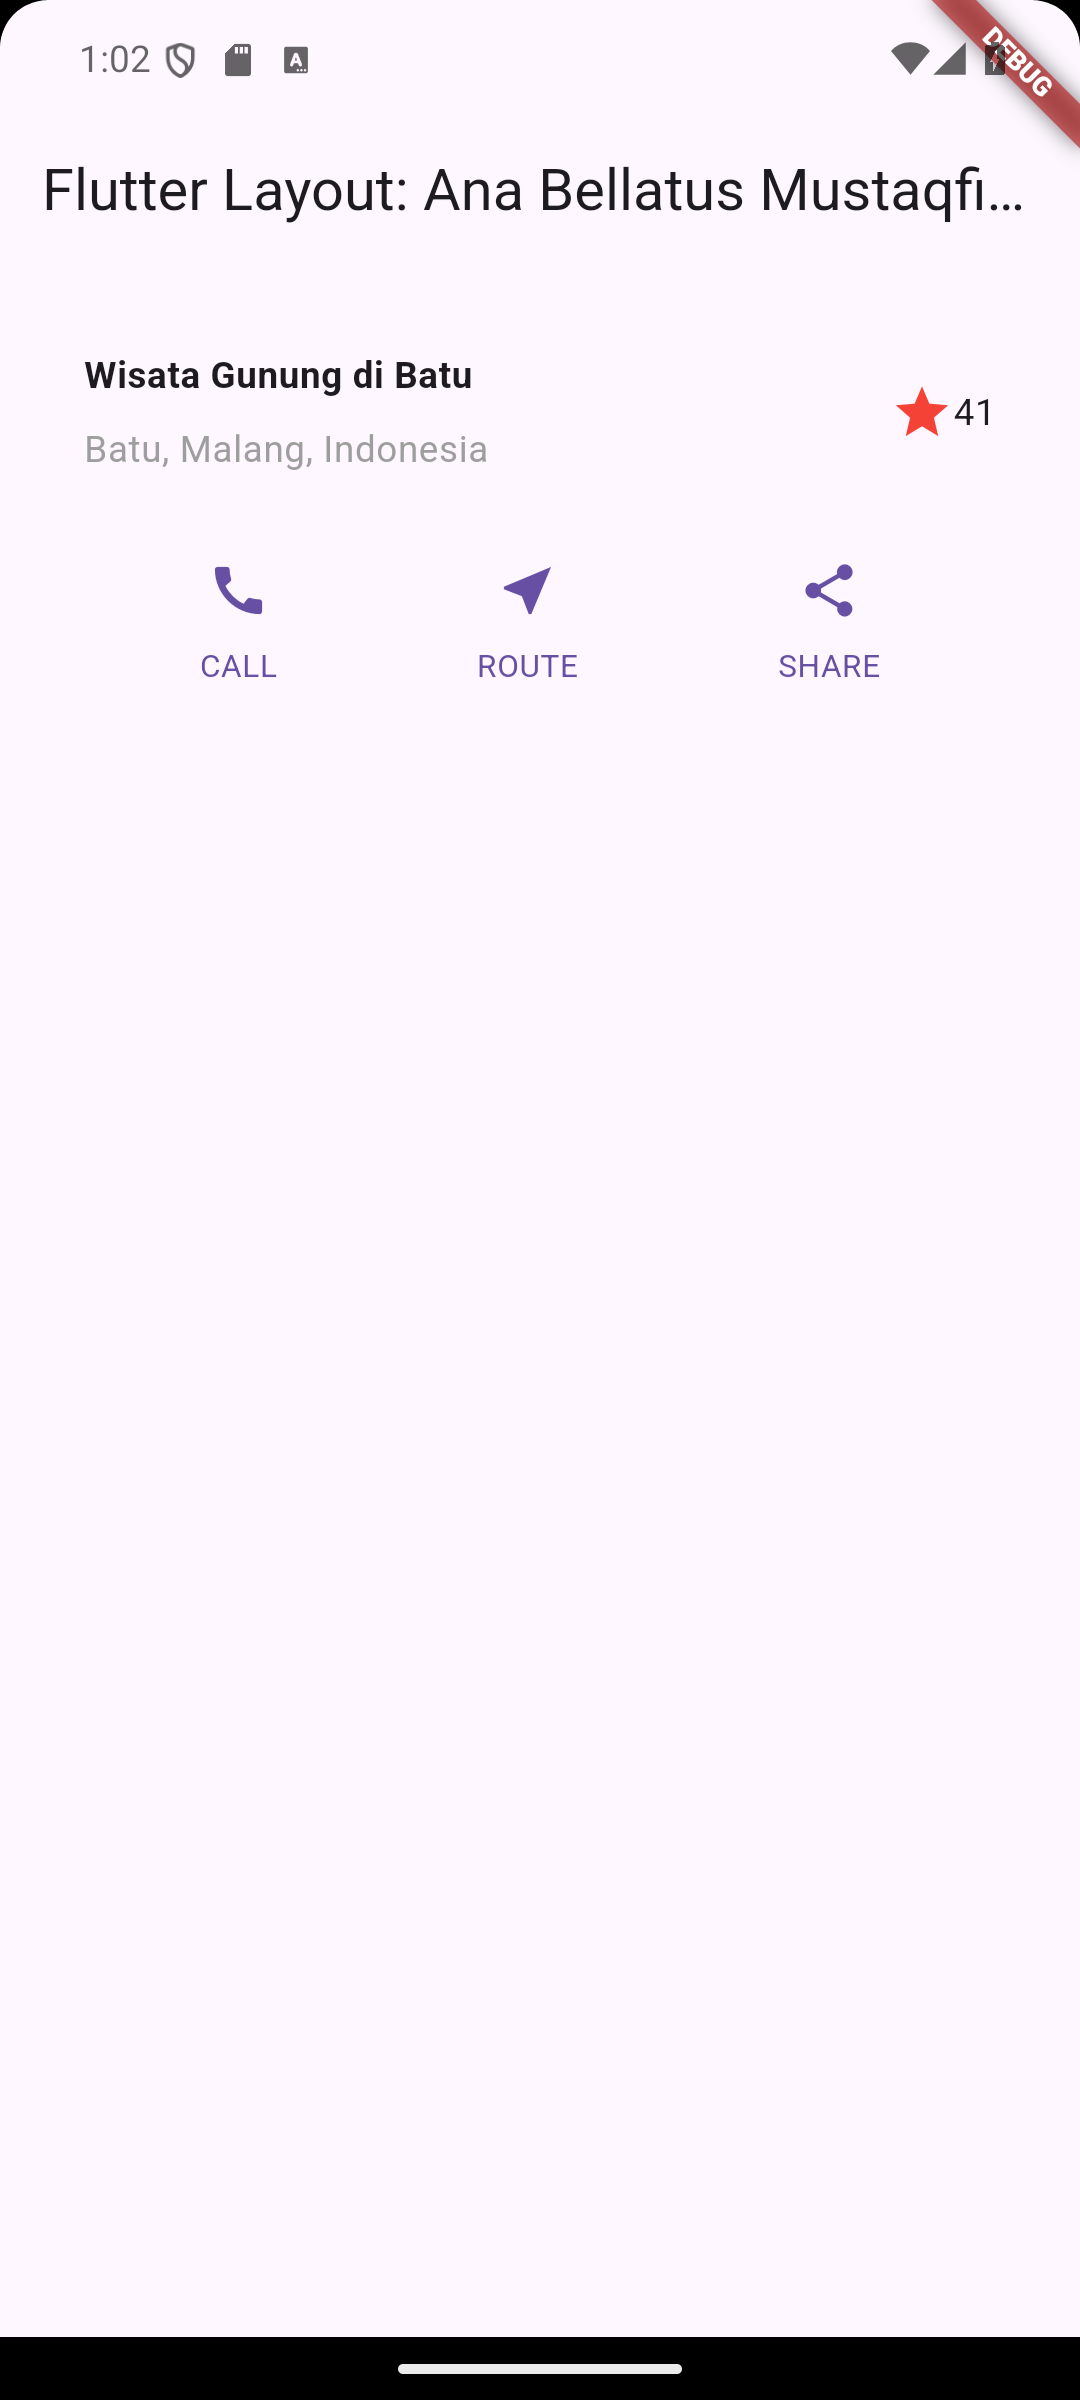 1:02
DEBUG
Flutter Layout: Ana Bellatus Mustaqfi...
Wisata Gunung di Batu
Batu, Malang, Indonesia
41
CALL ROUTE SHARE